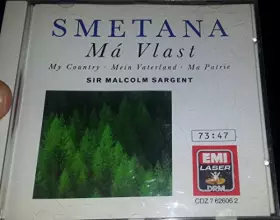 SMETANA
Má Vlast
My Country · Mein Vaterland · Ma Patrie
SIR MALCOLM SARGENT
73:47
EMI
LASER
DRM
CDZ 7 62606 2